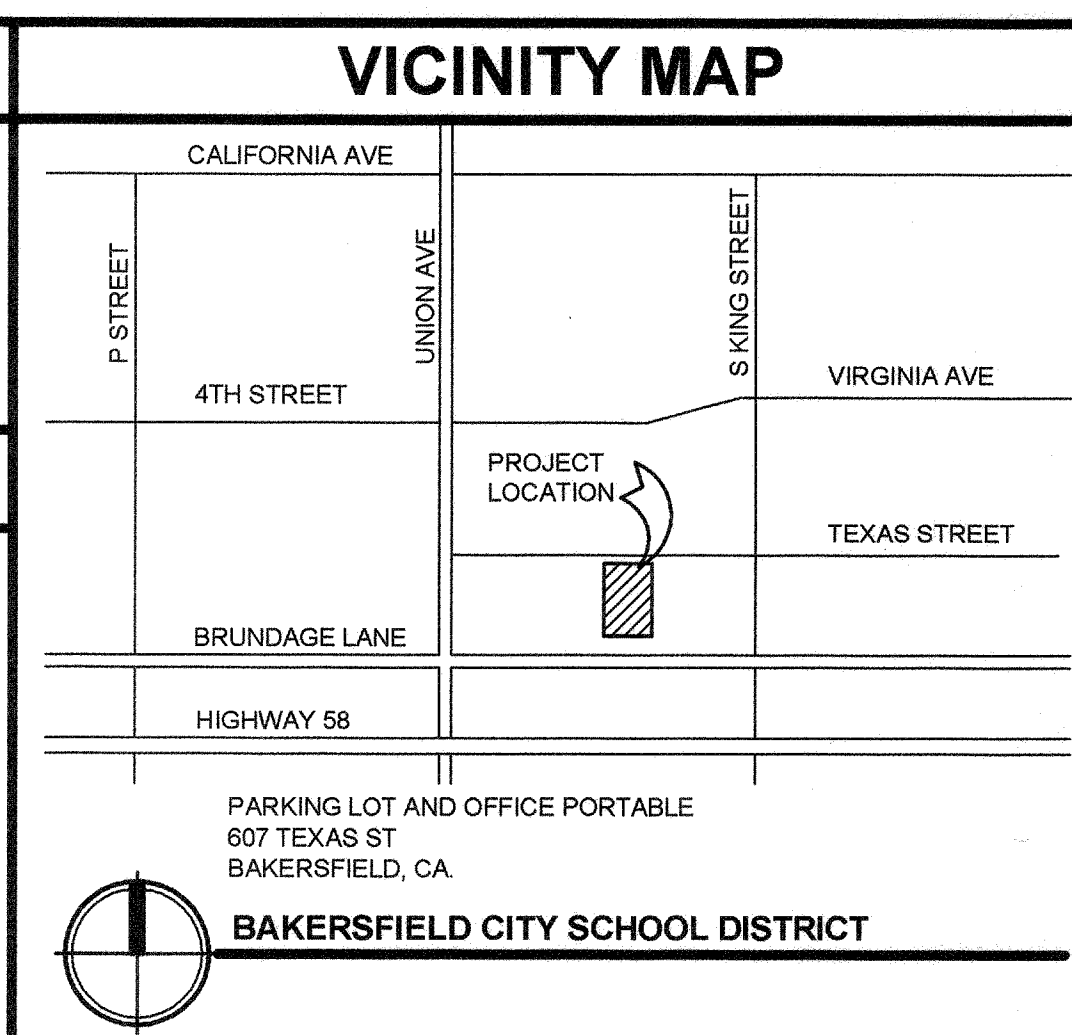 VICINITY MAP
CALIFORNIA AVE
P STREET
UNION AVE
S KING STREET
4TH STREET
VIRGINIA AVE
PROJECT
LOCATION
TEXAS STREET
BRUNDAGE LANE
HIGHWAY 58
PARKING LOT AND OFFICE PORTABLE
607 TEXAS ST
BAKERSFIELD, CA.
BAKERSFIELD CITY SCHOOL DISTRICT